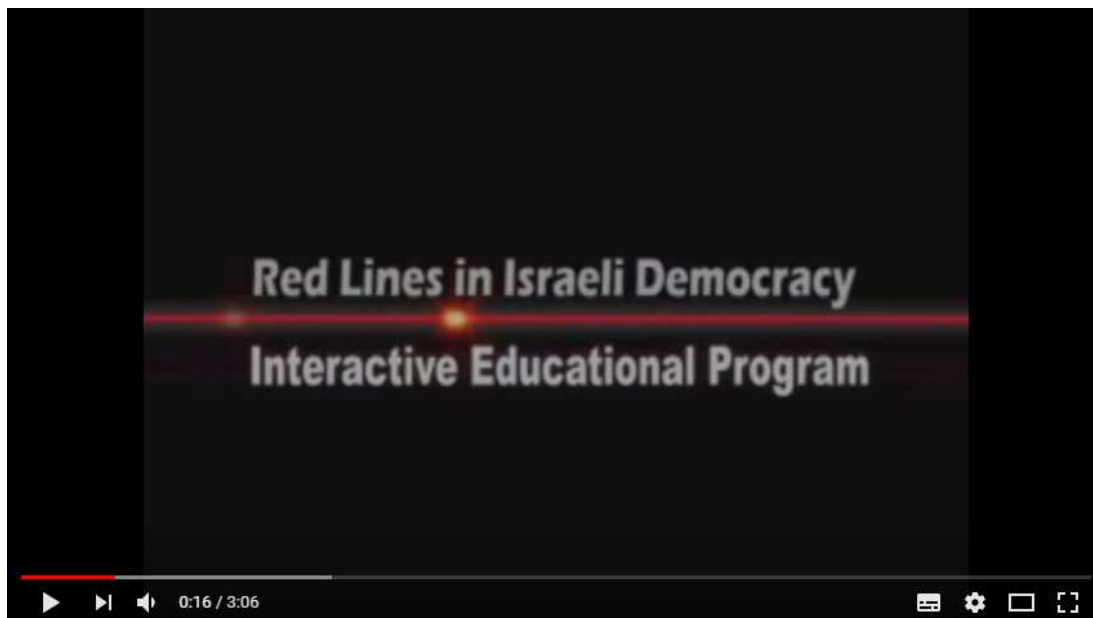 Red Lines in Israeli Democracy
Interactive Educational Program
0:16 / 3:06